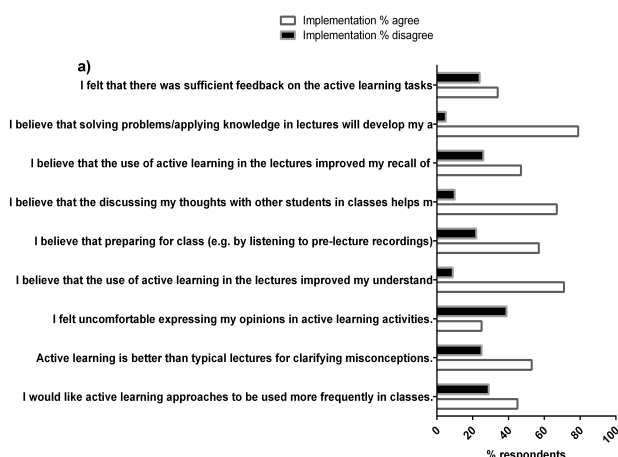 Implementation % agree
Implementation % disagree
a)
I felt that there was sufficient feedback on the active learning tasks
I believe that solving problems/applying knowledge in lectures will develop my a
I believe that the use of active learning in the lectures improved my recall of
I believe that the discussing my thoughts with other students in classes helps m
I believe that preparing for class (e.g. by listening to pre-lecture recordings)
I believe that the use of active learning in the lectures improved my understand
I felt uncomfortable expressing my opinions in active learning activities.
Active learning is better than typical lectures for clarifying misconceptions.
I would like active learning approaches to be used more frequently in classes.
0 20 40 60 80 100
% respondents